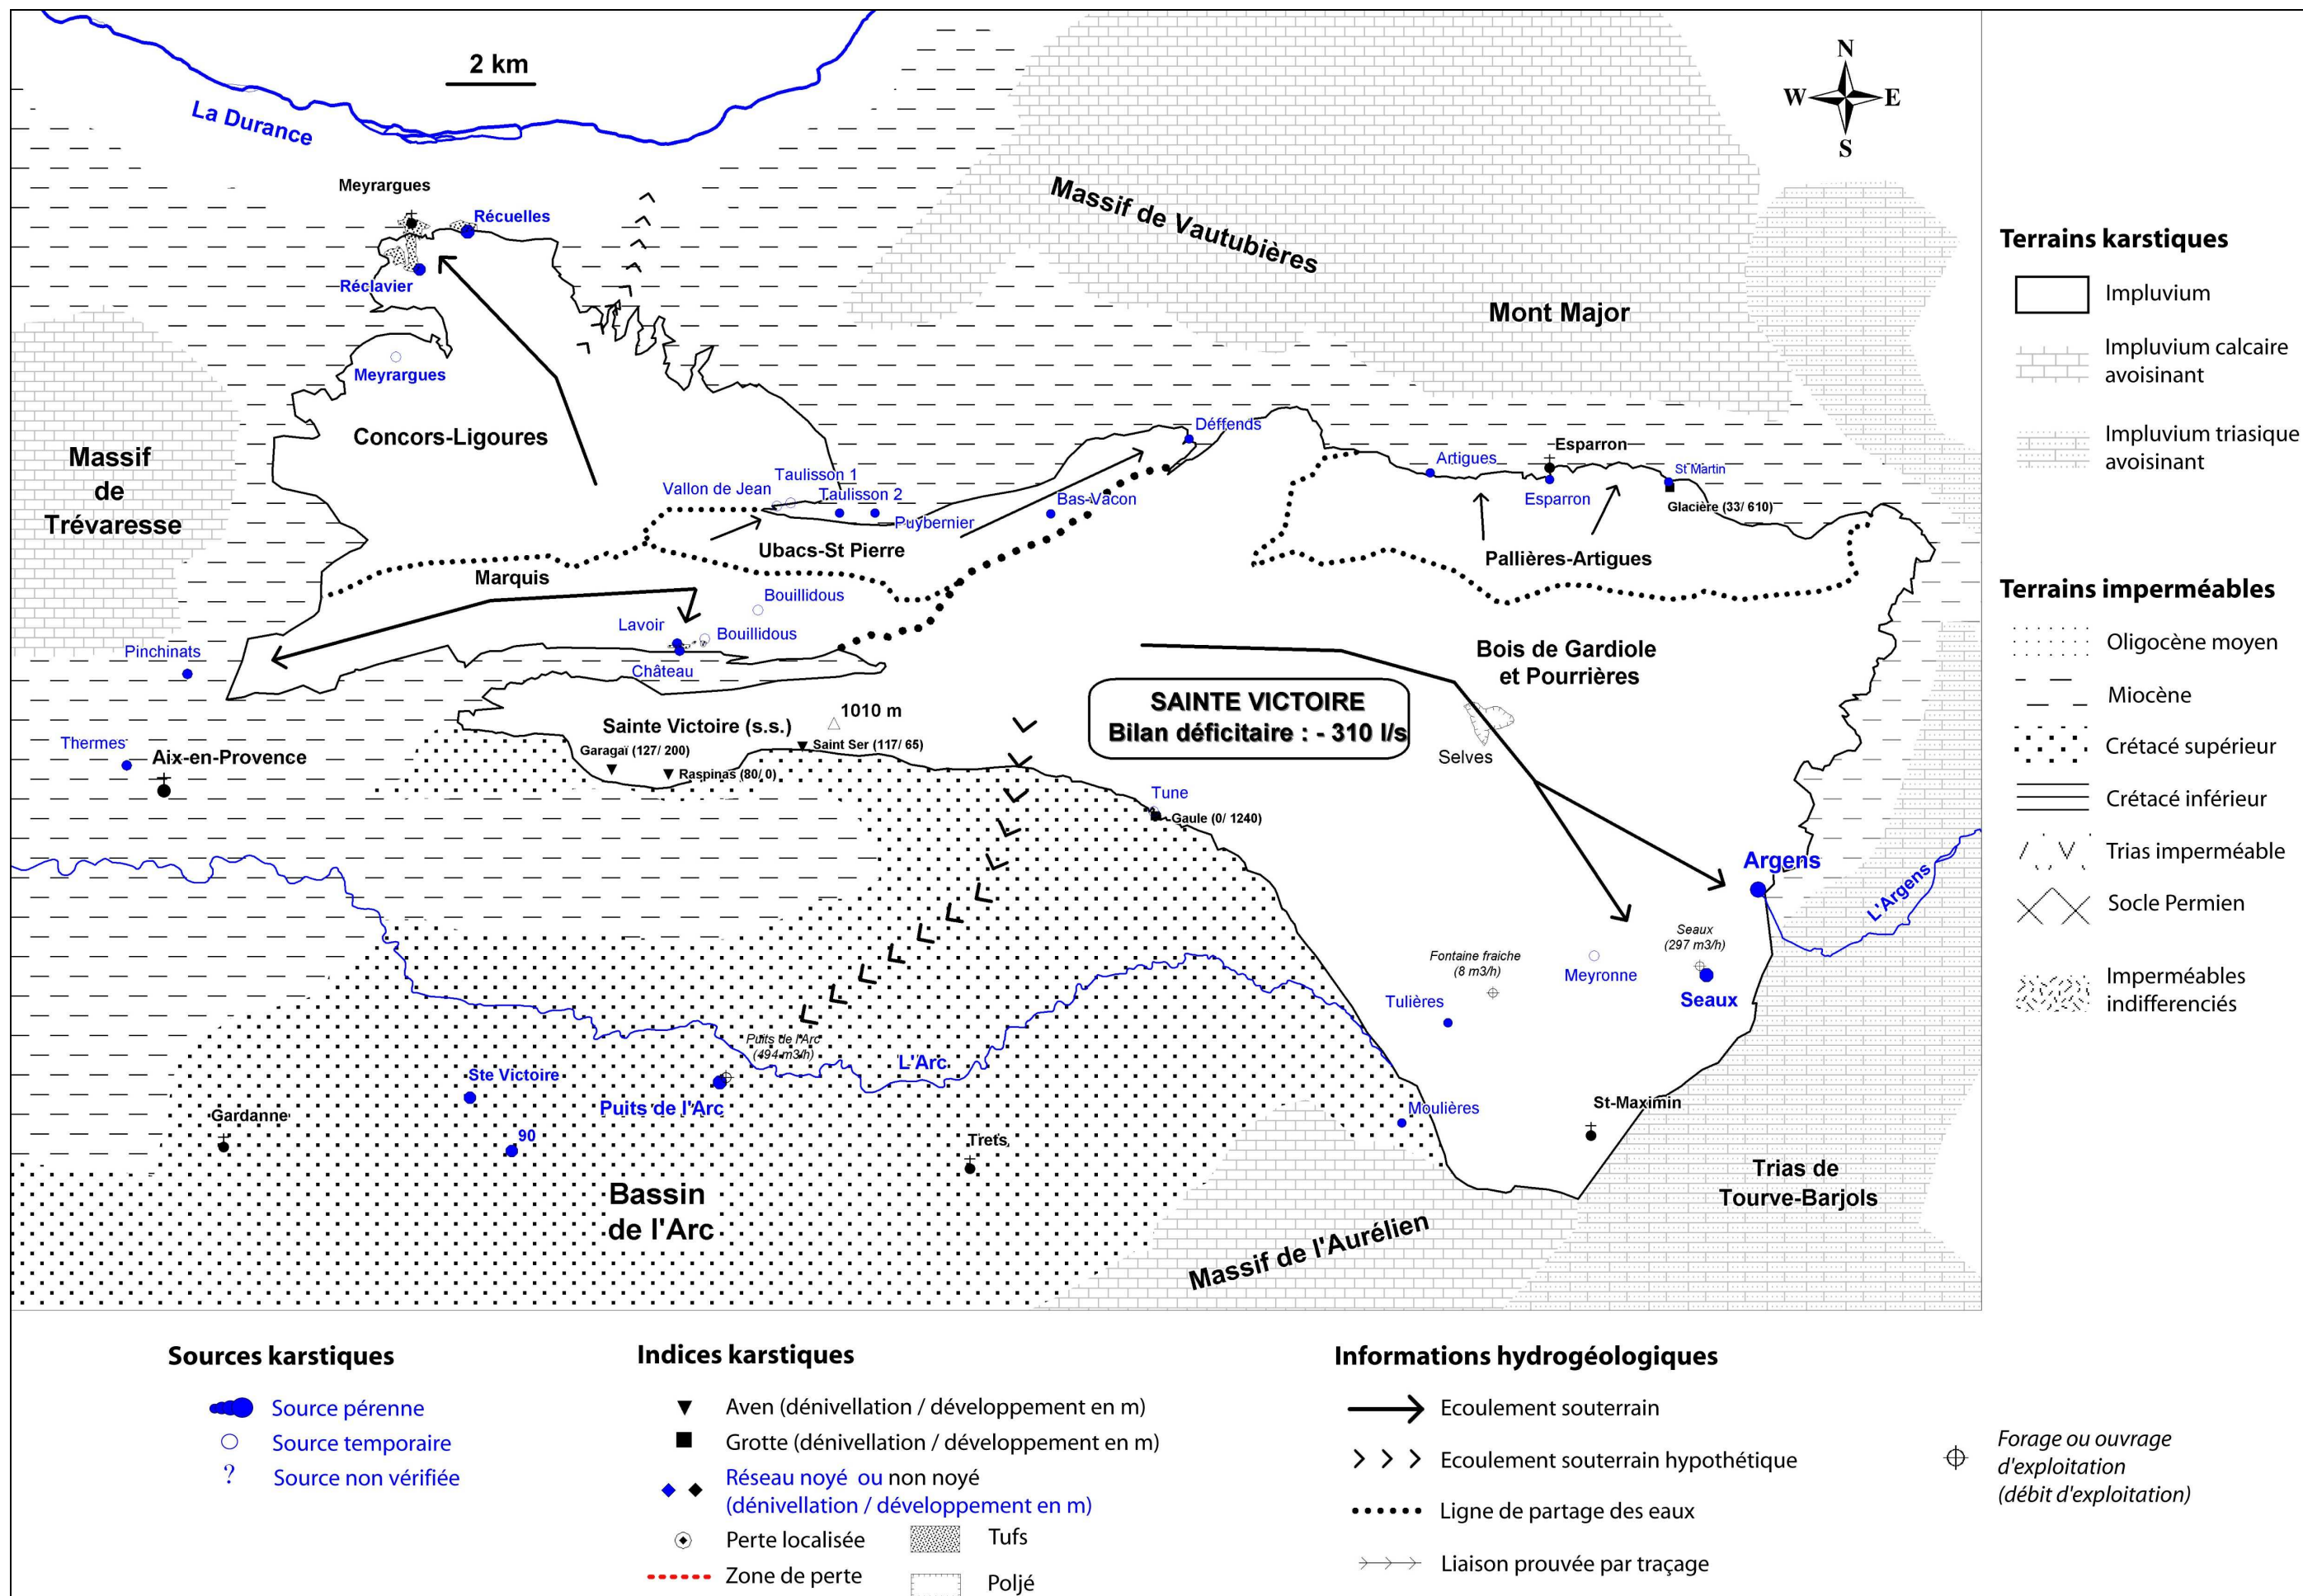 2 km
N
W E
S
La Durance
Meyrargues
Récuelles
Réclavier
Meyrargues
Massif de Vautubières
Mont Major
Concors-Ligoures
Massif
de
Trévaresse
Déffends
Esparron
Artigues
St Martin
Taulisson 1
Vallon de Jean
Taulisson 2
Bas-Vacon
Esparron
Glacière (33/ 610)
Puybernier
Ubacs-St Pierre
Pallières-Artigues
Marquis
Bouillidous
Lavoir
Bouillidous
Château
Pinchinats
Bois de Gardiole
et Pourrières
SAINTE VICTOIRE
Bilan déficitaire : - 310 l/s
1010 m
Sainte Victoire (s.s.)
Garagaï (127/ 200)
Saint Ser (117/ 65)
Raspinas (80/ 0)
Selves
Thermes
Aix-en-Provence
Tune
Gaule (0/ 1240)
Argens
L'Argens
Seaux
(297 m3/h)
Fontaine fraiche
(8 m3/h)
Meyronne
Seaux
Tulières
Puits de l'Arc
(494 m3/h)
L'Arc
Ste Victoire
Puits de l'Arc
Moulières
St-Maximin
Gardanne
90
Trets
Bassin
de l'Arc
Trias de
Tourve-Barjols
Massif de l'Aurélien
Terrains karstiques
Impluvium
Impluvium calcaire
avoisinant
Impluvium triasique
avoisinant
Terrains imperméables
Oligocène moyen
Miocène
Crétacé supérieur
Crétacé inférieur
Trias imperméable
Socle Permien
Imperméables
indifferenciés
Sources karstiques
Source pérenne
Source temporaire
? Source non vérifiée
Indices karstiques
Aven (dénivellation / développement en m)
Grotte (dénivellation / développement en m)
Réseau noyé ou non noyé
(dénivellation / développement en m)
Perte localisée
Zone de perte
Tufs
Poljé
Informations hydrogéologiques
Ecoulement souterrain
Ecoulement souterrain hypothétique
Ligne de partage des eaux
Liaison prouvée par traçage
Forage ou ouvrage
d'exploitation
(débit d'exploitation)